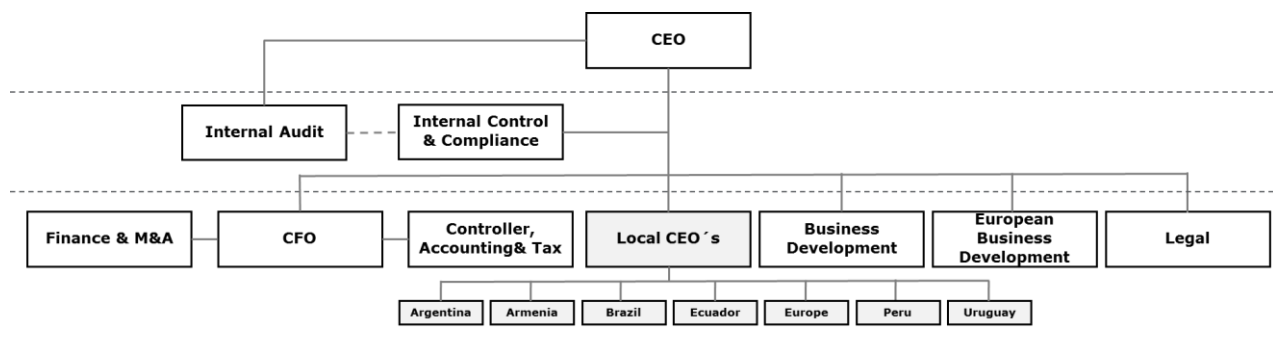 CEO
Internal Audit
Internal Control
& Compliance
Finance & M&A
CFO
Controller,
Accounting& Tax
Local CEO´s
Business
Development
European
Business
Development
Legal
Argentina
Armenia
Brazil
Ecuador
Europe
Peru
Uruguay